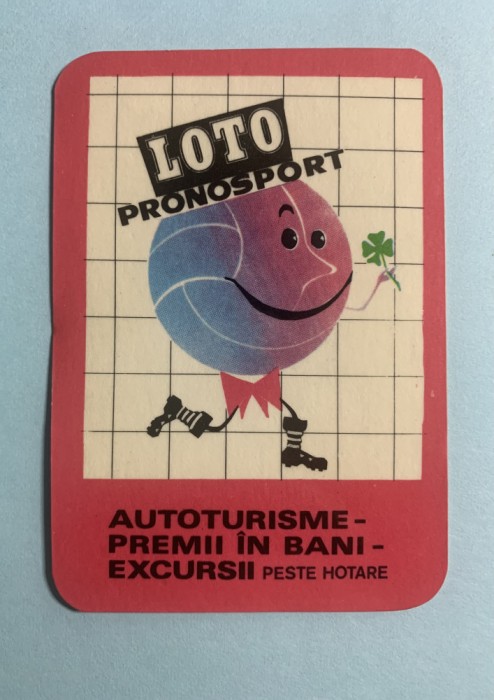 LOTO
PRONOSPORT
AUTOTURISME-
PREMII ÎN BANI-
EXCURSII PESTE HOTARE